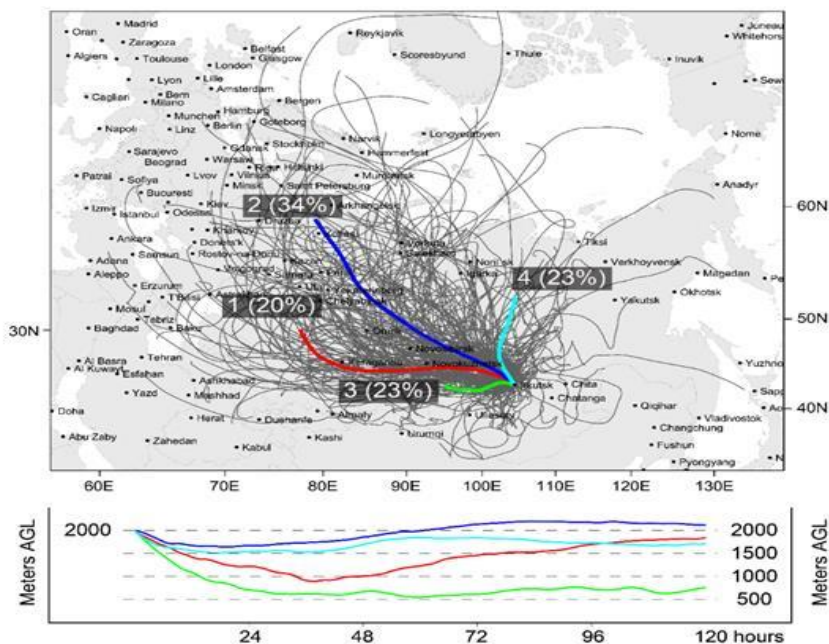 Madrid
Oran
Zaragoza
Algiers
Toulouse
Belfast
Glasgow
London
Reykjavik
Scoresbysund
Thule
Juneau
Whitehors
Inuvik
Lyon
Lille
Amsterdam
Cagliari
Bern
Milano
Bergen
Hamburg
Munchen
Goteborg
Napoli
Linz
Berlin
Stockholm
Narvik
Longyearbyen
Nome
Gdansk
Hammerfest
Sarajevo
Beograd
Warsaw
Helsinki
Patrai
Sofiya
Lvov
Vilnius
Minsk
Saint Petersburg
Murmansk
Anadyr
Bucuresti
Izmir
Istanbul
Odessa
Kiev
2 (34%)
Arkhangelsk
60N
Ankara
Kharkov
Donetsk
Tiksi
Adana
Samsun
Rostov-na-Donu
Kazan
Verkhoyvensk
Aleppo
4 (23%)
Magadan
Erzurum
Okhotsk
Mosul
1 (20%)
Chelyabinsk
Yakutsk
Tabriz
Baku
30N
Baghdad
Omsk
50N
Novosibirsk
Al Basra
Tehran
Novokuznetsk
Yuzhno
Al Kuwayt
Esfahan
3 (23%)
Irkutsk
Chita
Sapp
Yazd
Ashkhabad
Mashhad
Chatanga
Doha
Herat
Dushanbe
Almaty
Qiqihar
40N
Abu Zaby
Zahedan
Kabul
Kashi
Urumqi
Vladivostok
Changchung
Fushun
Pyongyang
60E
70E
80E
90E
100E
110E
120E
130E
Meters AGL
2000
2000
1500
1000
500
Meters AGL
24
48
72
96
120 hours